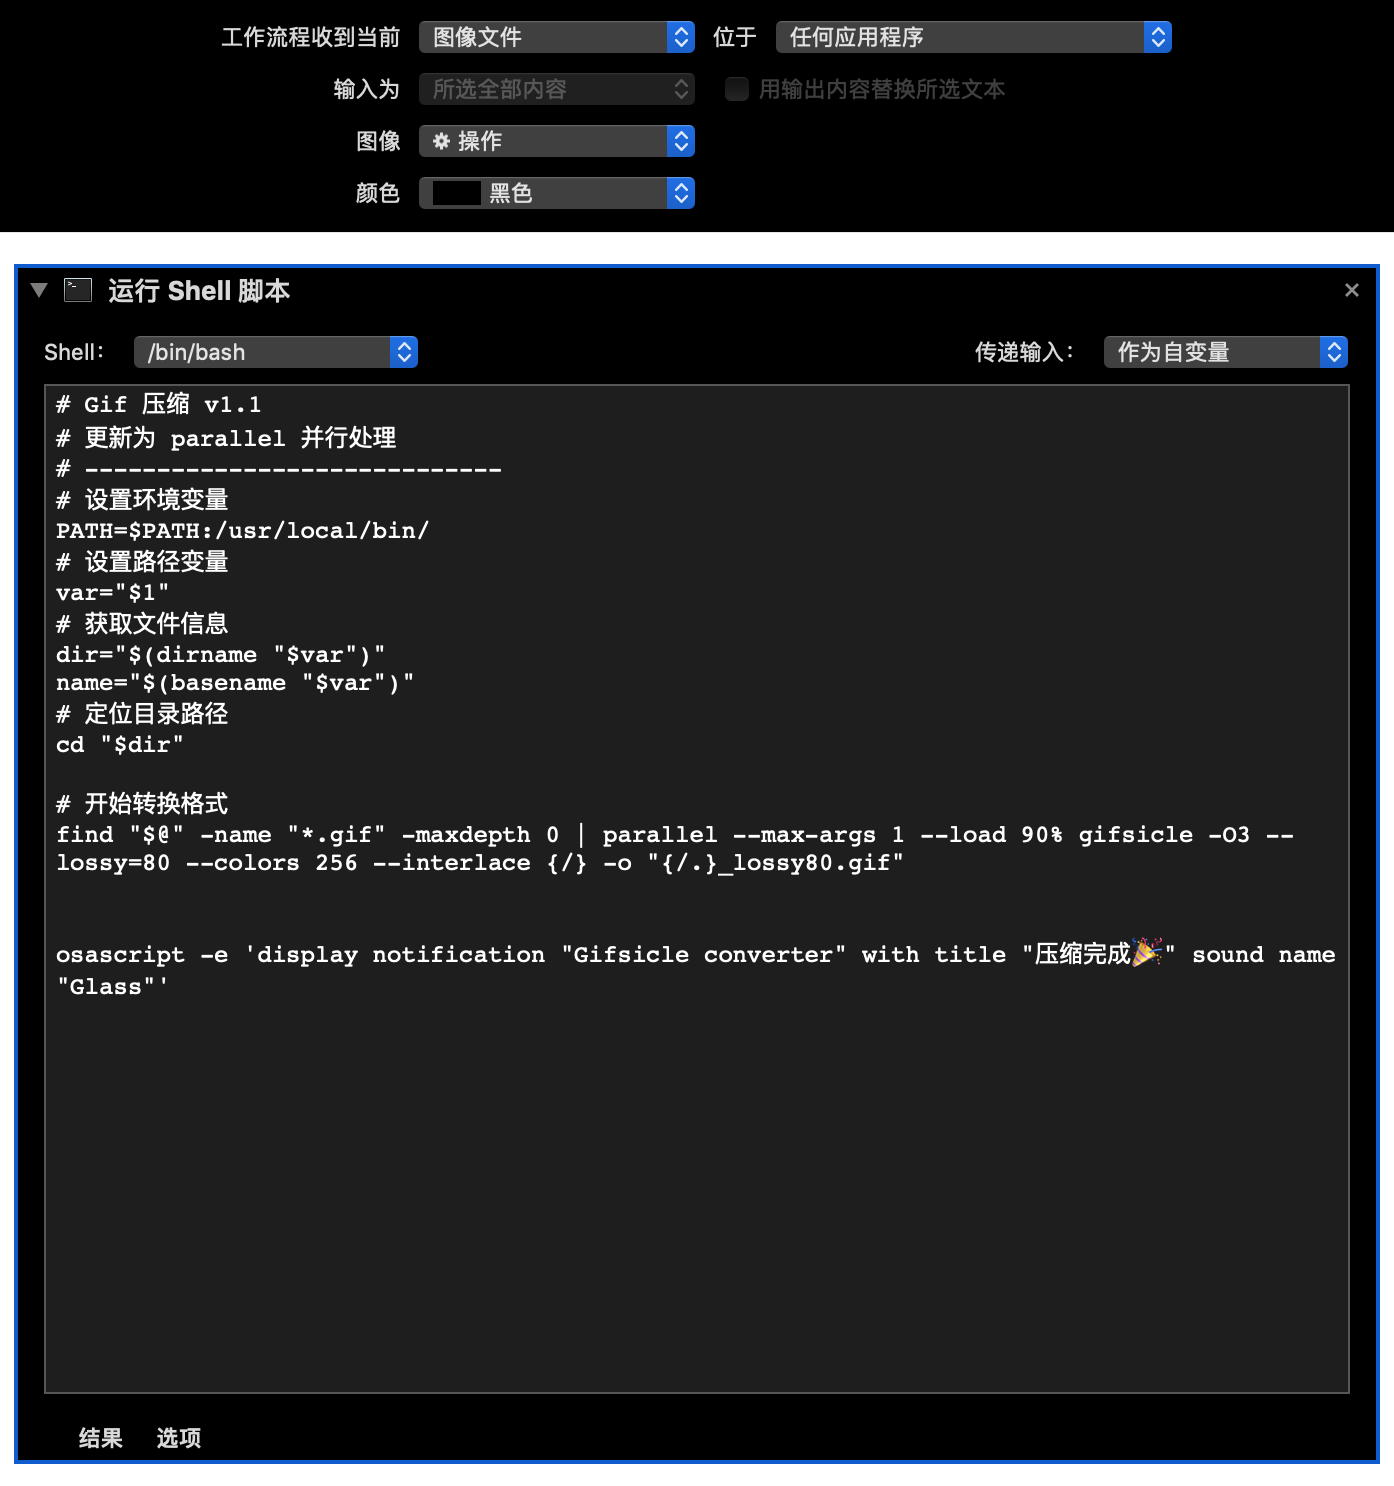 工作流程收到当前 图像文件 位于 任何应用程序
输入为 所选全部内容 用输出内容替换所选文本
图像 操作
颜色 黑色
运行 Shell 脚本
Shell: /bin/bash 传递输入: 作为自变量
# Gif 压缩 v1.1
# 更新为 parallel 并行处理
# -----------------------------
# 设置环境变量
PATH=$PATH:/usr/local/bin/
# 设置路径变量
var="$1"
# 获取文件信息
dir="$(dirname "$var")"
name="$(basename "$var")"
# 定位目录路径
cd "$dir"
# 开始转换格式
find "$@" -name "*.gif" -maxdepth 0 | parallel --max-args 1 --load 90% gifsicle -O3 --
lossy=80 --colors 256 --interlace {/} -o "{/.}_lossy80.gif"
osascript -e 'display notification "Gifsicle converter" with title "压缩完成🎉" sound name
"Glass"'
结果 选项